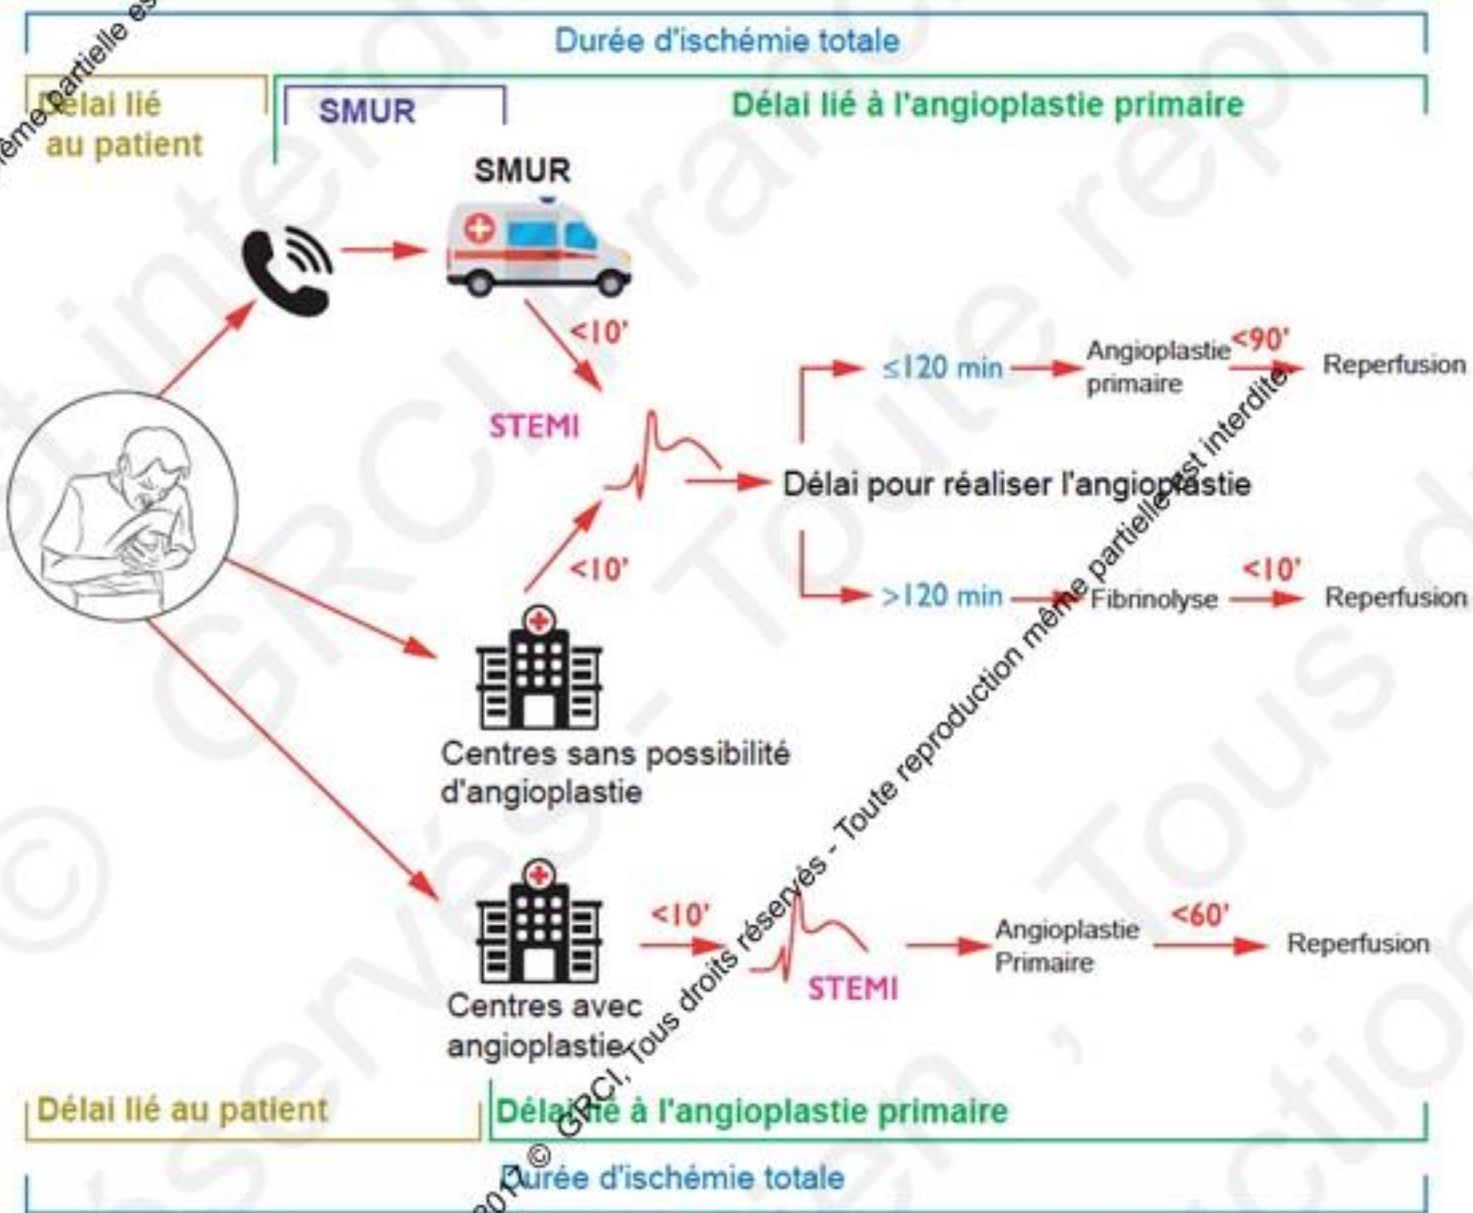 Durée d'ischémie totale
Délai lié
au patient
SMUR
Délai lié à l'angioplastie primaire
SMUR
<10'
STEMI
≤120 min
Angioplastie
primaire
<90'
Reperfusion
Délai pour réaliser l'angioplastie
<10'
>120 min
Fibrinolyse
<10'
Reperfusion
Centres sans possibilité
d'angioplastie
<10'
STEMI
Angioplastie
Primaire
<60'
Reperfusion
Centres avec
angioplastie
Délai lié au patient
Délai lié à l'angioplastie primaire
Durée d'ischémie totale
© GRCI, Tous droits réservés - Toute reproduction même partielle est interdite
même partielle es